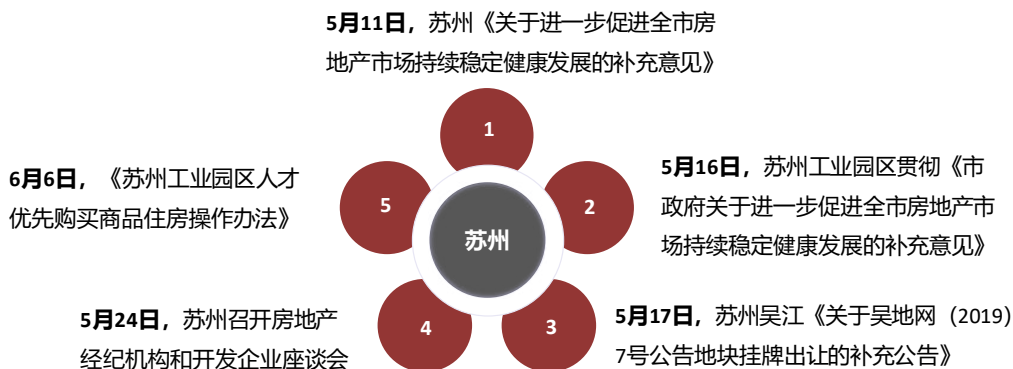 5月11日，苏州《关于进一步促进全市房
地产市场持续稳定健康发展的补充意见》
1
6月6日，《苏州工业园区人才
优先购买商品住房操作办法》
5
苏州
2
5月16日，苏州工业园区贯彻《市
政府关于进一步促进全市房地产市
场持续稳定健康发展的补充意见》
5月24日，苏州召开房地产
经纪机构和开发企业座谈会
4
3
5月17日，苏州吴江《关于吴地网（2019）
7号公告地块挂牌出让的补充公告》